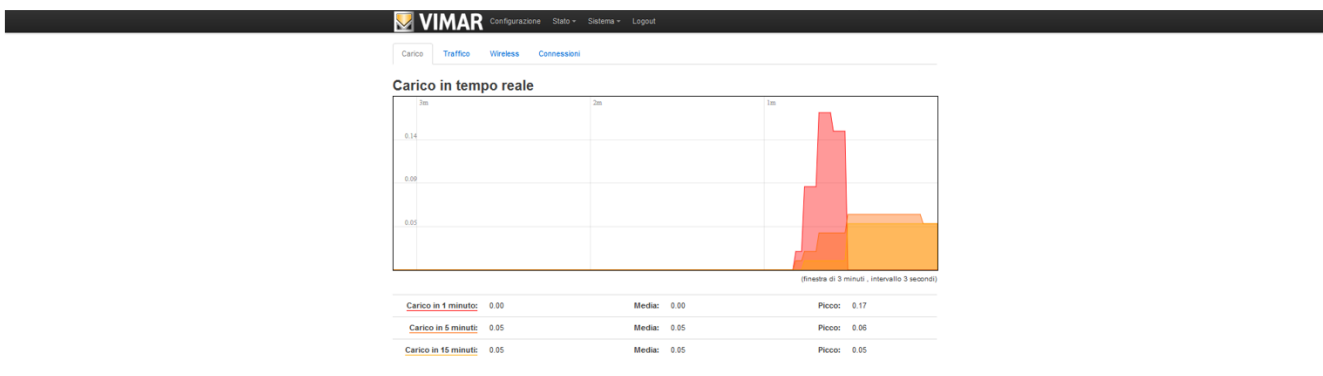 VIMAR Configurazione Stato Sistema Logout
Carico Traffico Wireless Connessioni
Carico in tempo reale
3m 2m 1m
0.14
0.09
0.05
(finestra di 3 minuti , intervallo 3 secondi)
Carico in 1 minuto: 0.00 Media: 0.00 Picco: 0.17
Carico in 5 minuti: 0.05 Media: 0.05 Picco: 0.06
Carico in 15 minuti: 0.05 Media: 0.05 Picco: 0.05